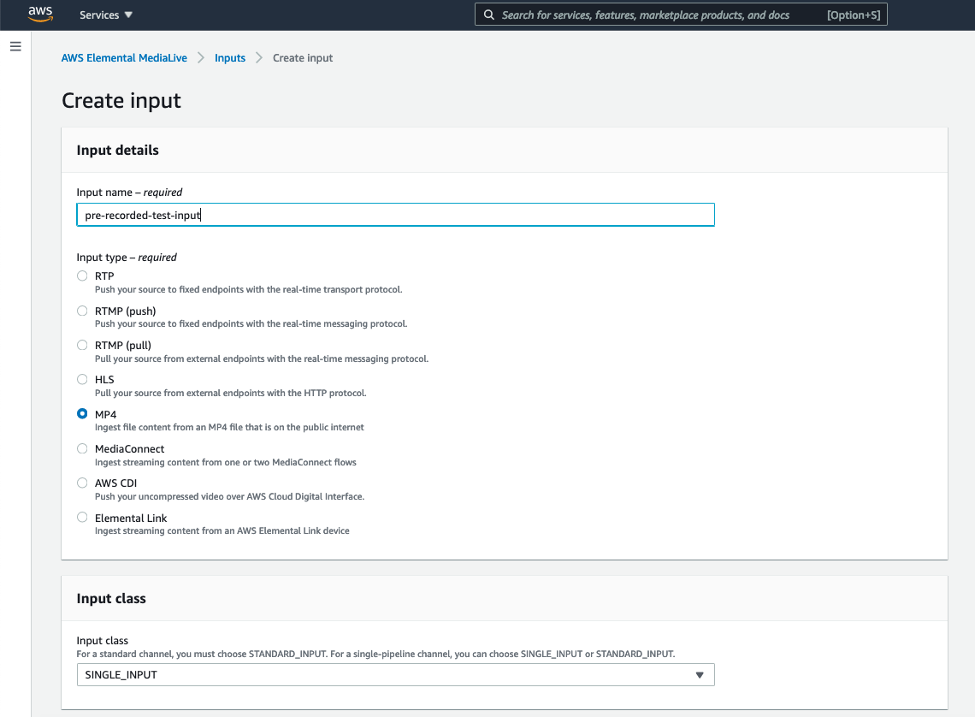 aws
Services
Search for services, features, marketplace products, and docs [Option+S]
AWS Elemental MediaLive > Inputs > Create input
Create input
Input details
Input name – required
pre-recorded-test-input
Input type – required
RTP
Push your source to fixed endpoints with the real-time transport protocol.
RTMP (push)
Push your source to fixed endpoints with the real-time messaging protocol.
RTMP (pull)
Pull your source from external endpoints with the real-time messaging protocol.
HLS
Pull your source from external endpoints with the HTTP protocol.
MP4
Ingest file content from an MP4 file that is on the public internet
MediaConnect
Ingest streaming content from one or two MediaConnect flows
AWS CDI
Push your uncompressed video over AWS Cloud Digital Interface.
Elemental Link
Ingest streaming content from an AWS Elemental Link device
Input class
Input class
For a standard channel, you must choose STANDARD_INPUT. For a single-pipeline channel, you can choose SINGLE_INPUT or STANDARD_INPUT.
SINGLE_INPUT